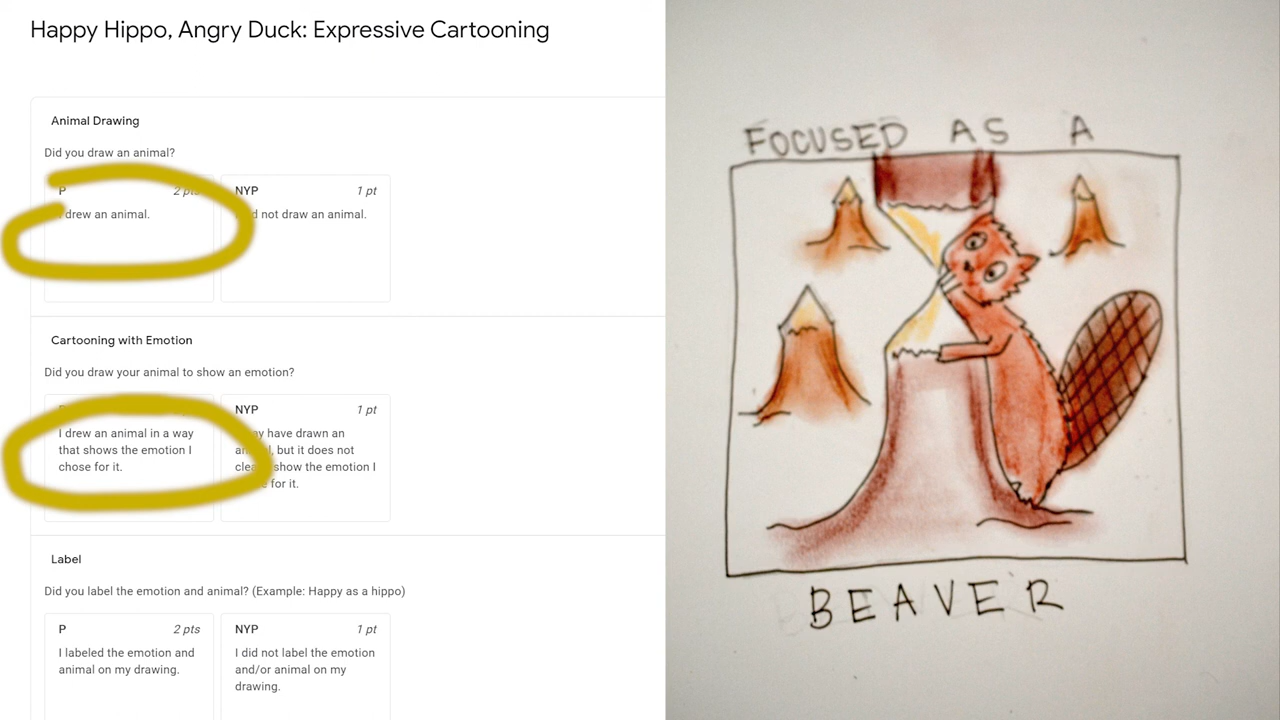 Happy Hippo, Angry Duck: Expressive Cartooning
Animal Drawing
Did you draw an animal?
P 2 pts
drew an animal.
NYP 1 pt
did not draw an animal.
Cartooning with Emotion
Did you draw your animal to show an emotion?
I drew an animal in a way
that shows the emotion I
chose for it.
NYP 1 pt
have drawn an
but it does not
show the emotion I
for it.
Label
Did you label the emotion and animal? (Example: Happy as a hippo)
P 2 pts
I labeled the emotion and
animal on my drawing.
NYP 1 pt
I did not label the emotion
and/or animal on my
drawing.
FOCUSED AS A
BEAVER